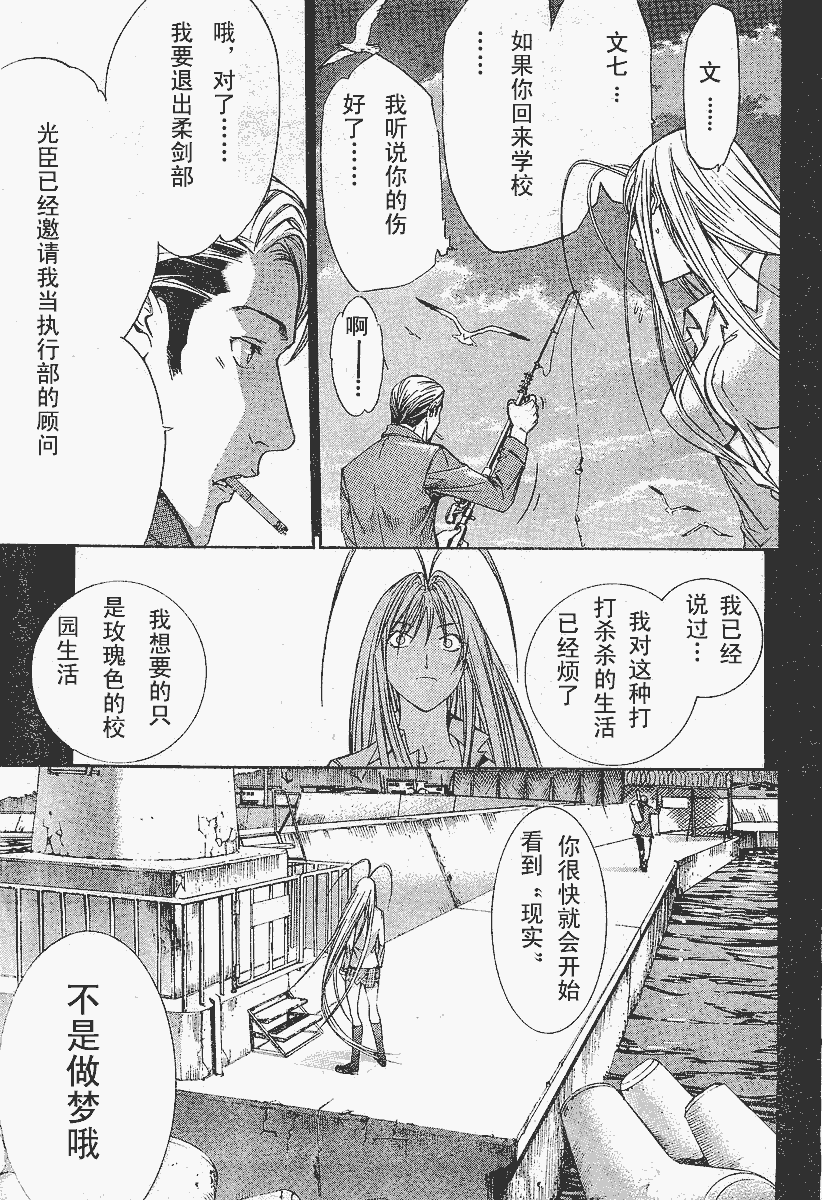 文……
文七…
如果你回来学校
……
我听说你的伤
好了……
啊——…
哦，对了……
我要退出柔剑部
光臣已经邀请我当执行部的顾问
我已经
说过…
我对这种打
打杀杀的生活
已经烦了
我想要的只
是玫瑰色的校
园生活
你很快就会开始
看到“现实”
不是做梦哦